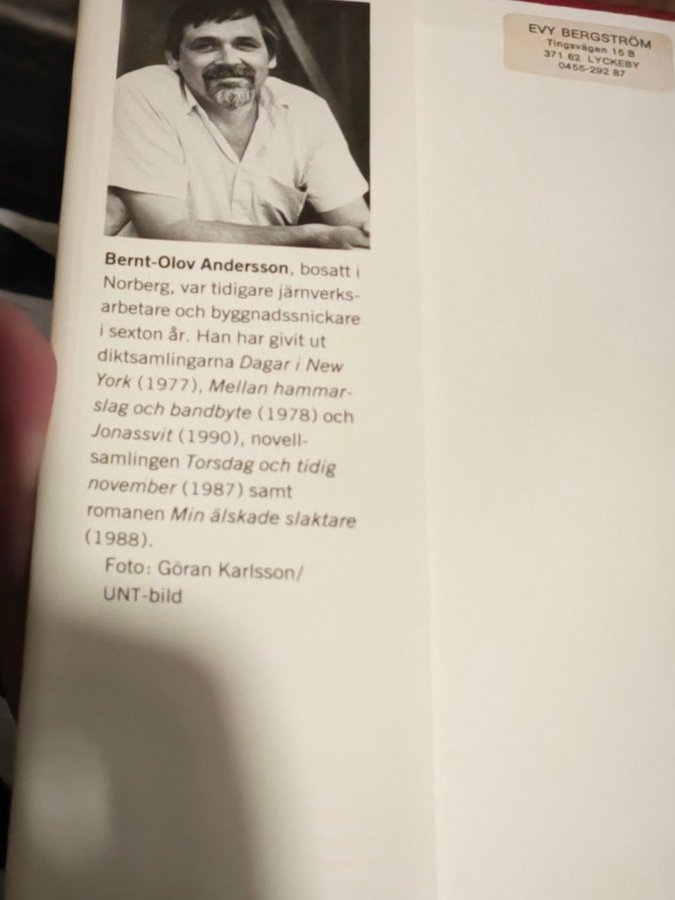 Bernt-Olov Andersson, bosatt i
Norberg, var tidigare järnverks-
arbetare och byggnadssnickare
i sexton år. Han har givit ut
diktsamlingarna Dagar i New
York (1977), Mellan hammar-
slag och bandbyte (1978) och
Jonassvit (1990), novell-
samlingen Torsdag och tidig
november (1987) samt
romanen Min älskade slaktare
(1988).
Foto: Göran Karlsson/
UNT-bild
EVY BERGSTRÖM
Tingsvägen 15 B
371 62 LYCKEBY
0455-292 87